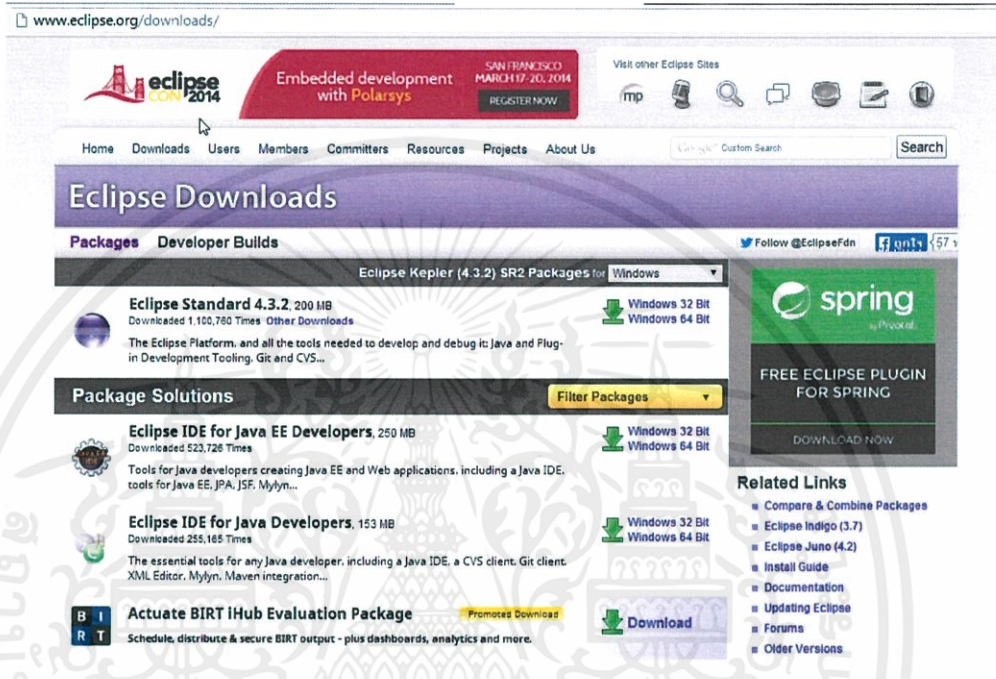 www.eclipse.org/downloads/
eclipse
CON 2014
Embedded development
with Polarsys
SAN FRANCISCO
MARCH 17-20, 2014
REGISTER NOW
Visit other Eclipse Sites
mp
Home Downloads Users Members Committers Resources Projects About Us
Google Custom Search
Search
Eclipse Downloads
Packages Developer Builds
Follow @EclipseFdn
ถูกใจ
57
Eclipse Kepler (4.3.2) SR2 Packages for Windows
Eclipse Standard 4.3.2, 200 MB
Downloaded 1,100,760 Times Other Downloads
The Eclipse Platform, and all the tools needed to develop and debug it: Java and Plug-
in Development Tooling, Git and CVS...
Windows 32 Bit
Windows 64 Bit
Package Solutions
Filter Packages
Eclipse IDE for Java EE Developers, 250 MB
Downloaded 523,726 Times
Tools for Java developers creating Java EE and Web applications, including a Java IDE,
tools for Java EE, JPA, JSF, Mylyn...
Windows 32 Bit
Windows 64 Bit
Eclipse IDE for Java Developers, 153 MB
Downloaded 255,165 Times
The essential tools for any Java developer, including a Java IDE, a CVS client, Git client,
XML Editor, Mylyn, Maven integration...
Windows 32 Bit
Windows 64 Bit
BIRT
Actuate BIRT iHub Evaluation Package
Promoted Download
Schedule, distribute & secure BIRT output - plus dashboards, analytics and more.
Download
spring
by Pivotal
FREE ECLIPSE PLUGIN
FOR SPRING
DOWNLOAD NOW
Related Links
Compare & Combine Packages
Eclipse Indigo (3.7)
Eclipse Juno (4.2)
Install Guide
Documentation
Updating Eclipse
Forums
Older Versions